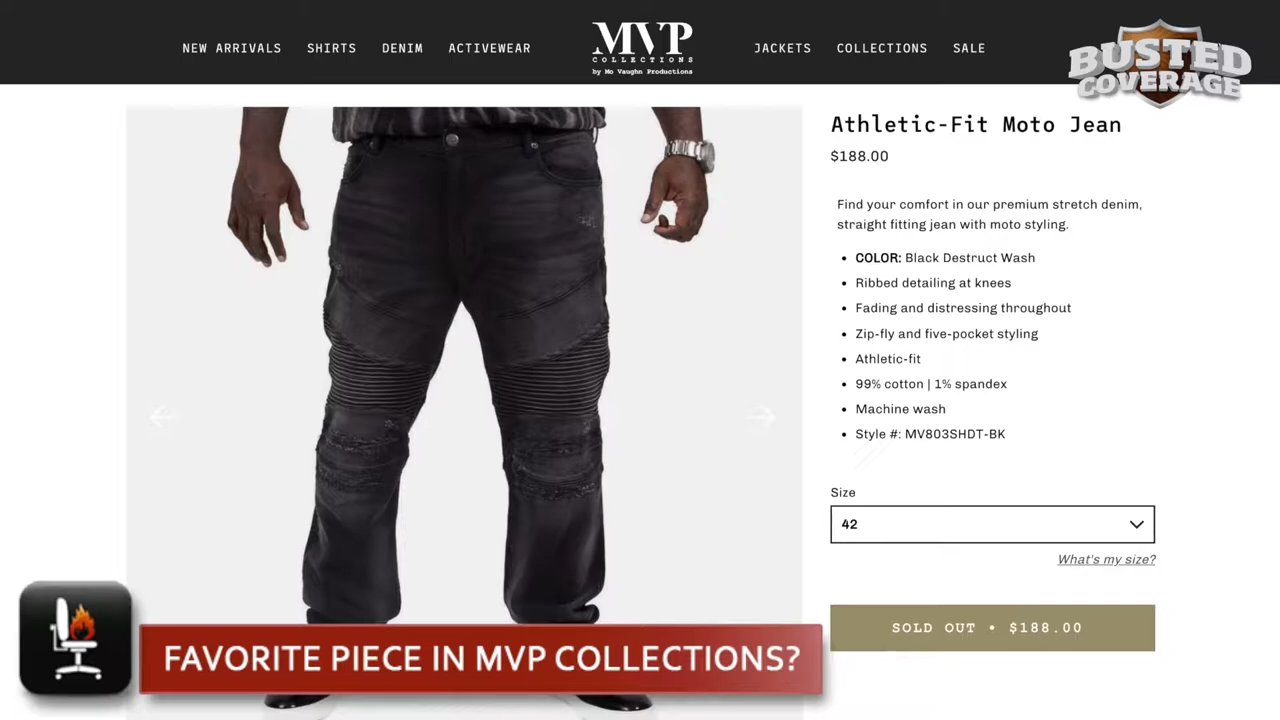 NEW ARRIVALS SHIRTS DENIM ACTIVEWEAR
MVP
COLLECTIONS
by Mo Vaughn Productions
JACKETS COLLECTIONS SALE
BUSTED
COVERAGE
Athletic-Fit Moto Jean
$188.00
Find your comfort in our premium stretch denim,
straight fitting jean with moto styling.
• COLOR: Black Destruct Wash
• Ribbed detailing at knees
• Fading and distressing throughout
• Zip-fly and five-pocket styling
• Athletic-fit
• 99% cotton | 1% spandex
• Machine wash
• Style #: MV803SHDT-BK
Size
42
What's my size?
SOLD OUT • $188.00
FAVORITE PIECE IN MVP COLLECTIONS?